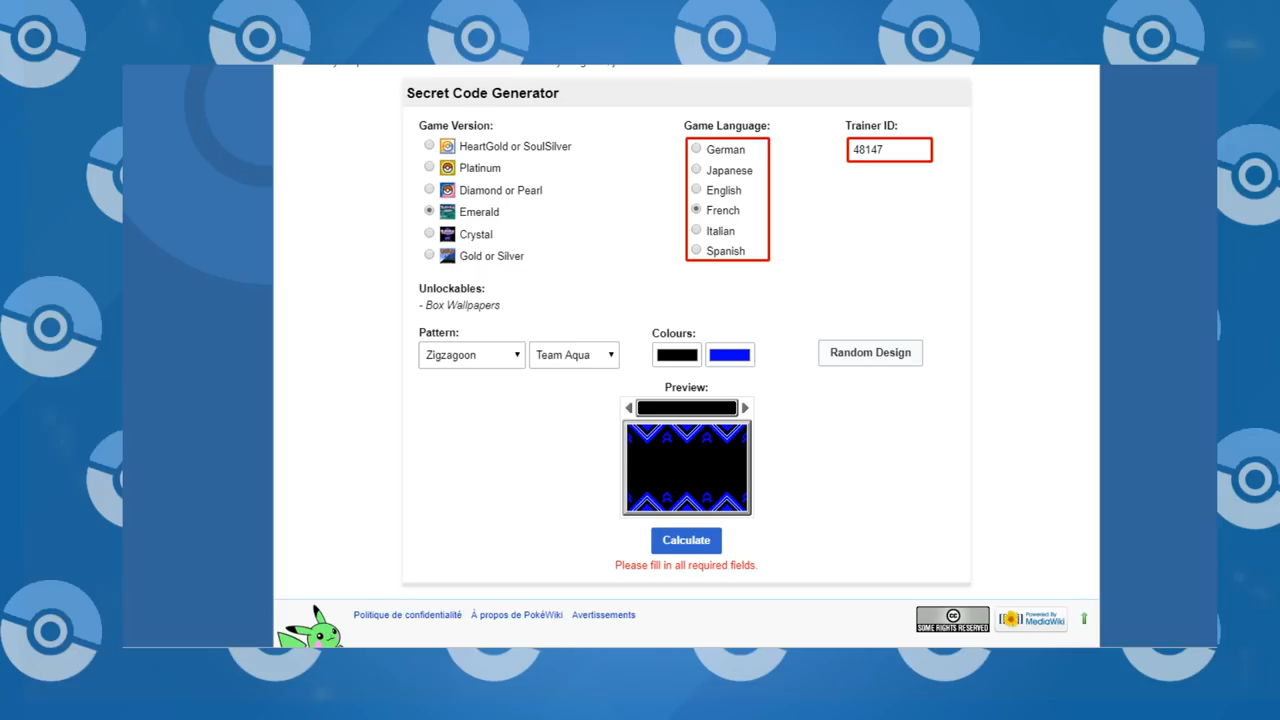 Secret Code Generator
Game Version:
HeartGold or SoulSilver
Platinum
Diamond or Pearl
Emerald
Crystal
Gold or Silver
Game Language:
German
Japanese
English
French
Italian
Spanish
Trainer ID:
48147
Unlockables:
- Box Wallpapers
Pattern:
Zigzagoon
Team Aqua
Colours:
Random Design
Preview:
Calculate
Please fill in all required fields.
Politique de confidentialité
À propos de PokéWiki
Avertissements
CC
SOME RIGHTS RESERVED
Powered By
MediaWiki